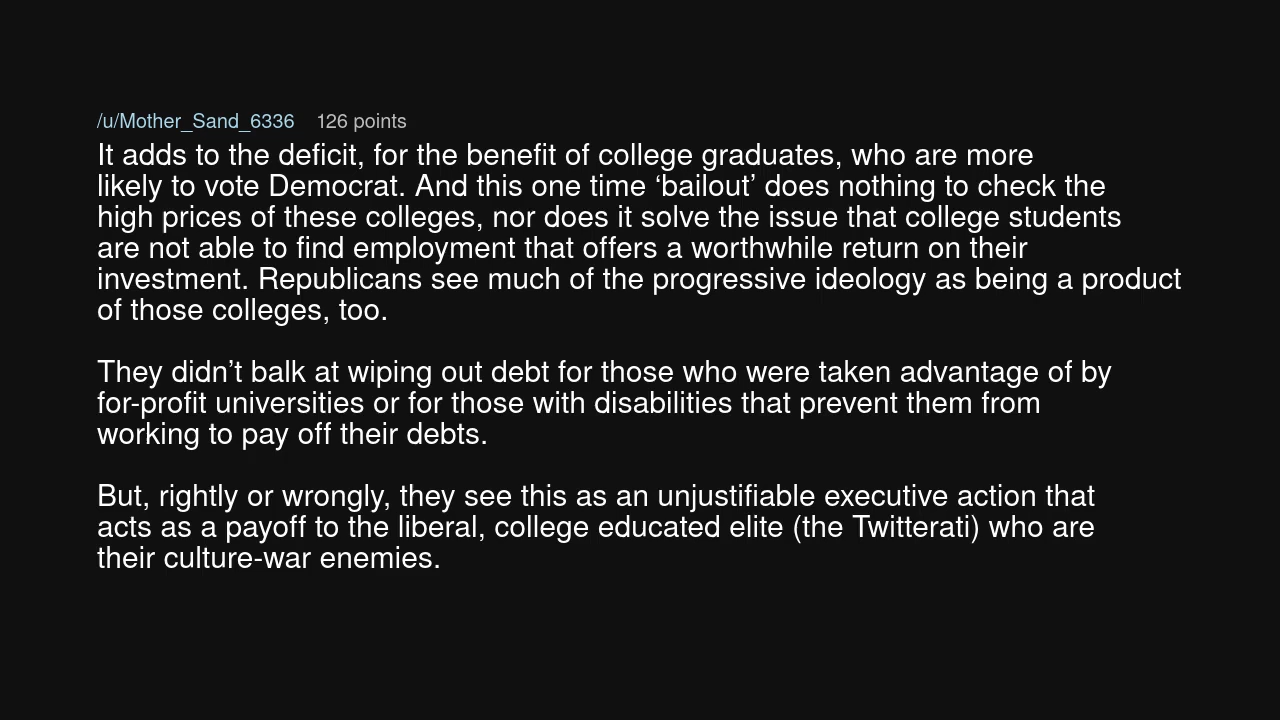 /u/Mother_Sand_6336 126 points
It adds to the deficit, for the benefit of college graduates, who are more
likely to vote Democrat. And this one time ‘bailout’ does nothing to check the
high prices of these colleges, nor does it solve the issue that college students
are not able to find employment that offers a worthwhile return on their
investment. Republicans see much of the progressive ideology as being a product
of those colleges, too.
They didn’t balk at wiping out debt for those who were taken advantage of by
for-profit universities or for those with disabilities that prevent them from
working to pay off their debts.
But, rightly or wrongly, they see this as an unjustifiable executive action that
acts as a payoff to the liberal, college educated elite (the Twitterati) who are
their culture-war enemies.